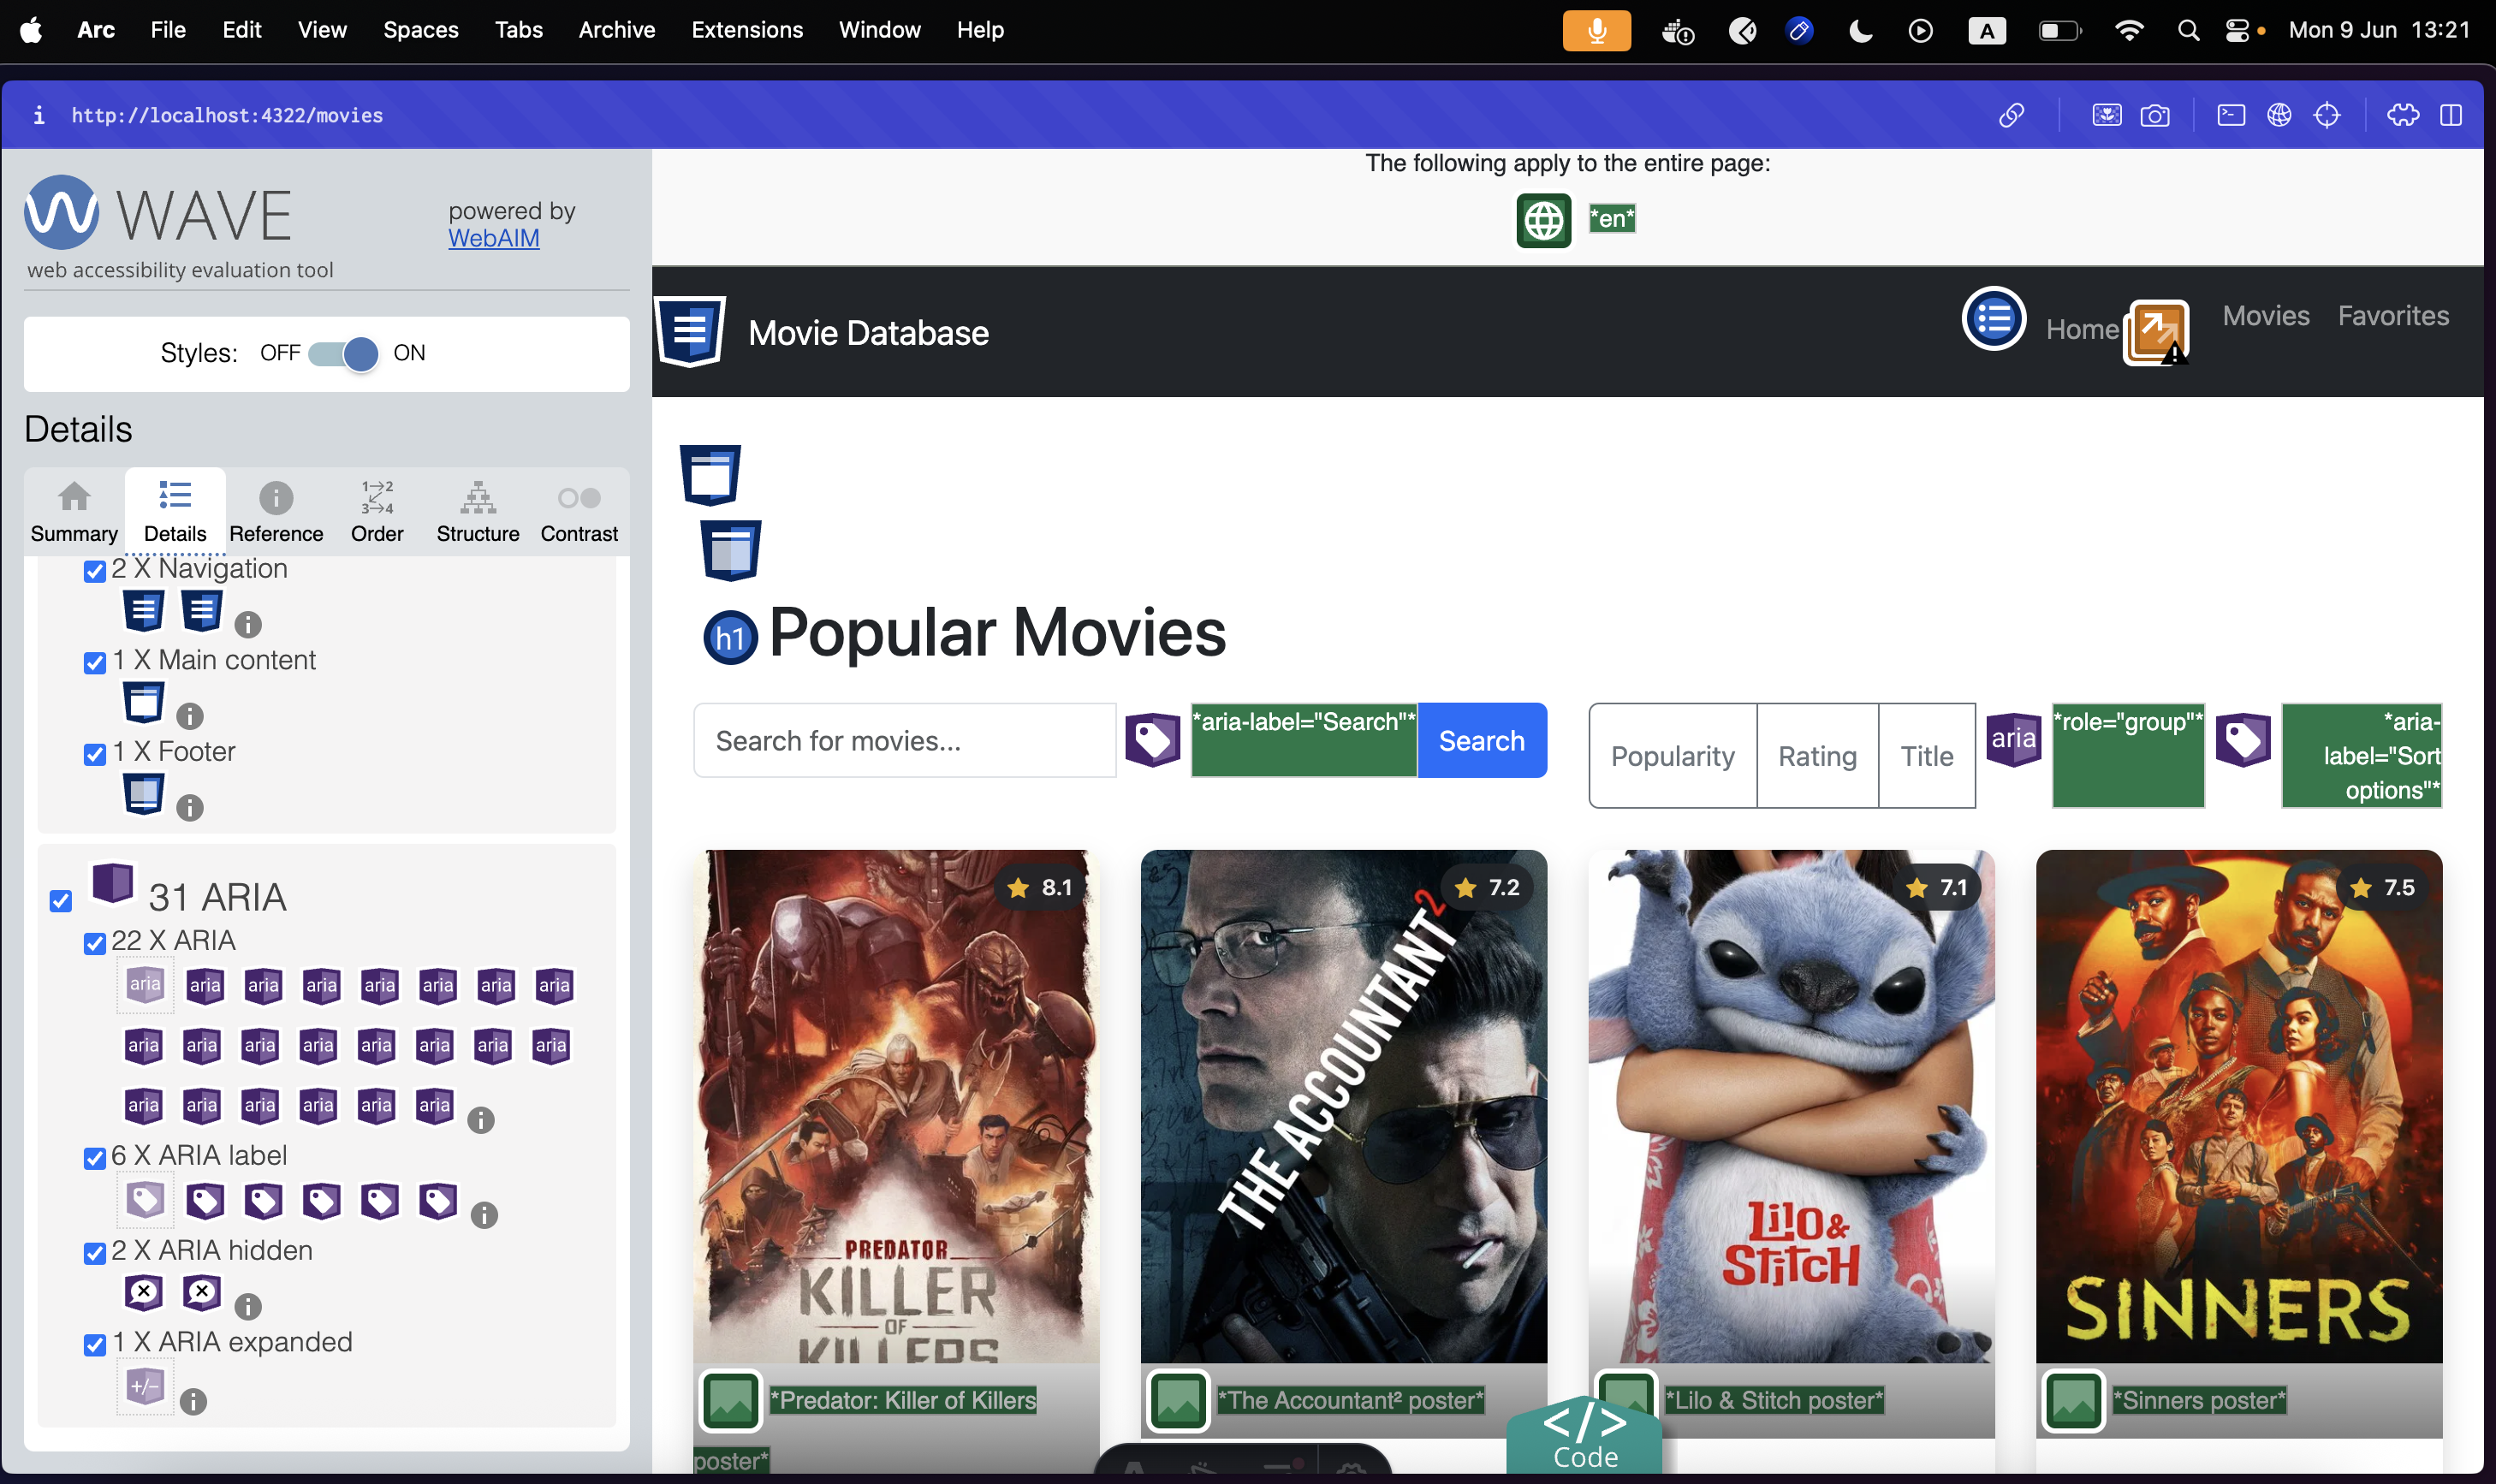 Arc File Edit View Spaces Tabs Archive Extensions Window Help A Mon 9 Jun 13:21
http://localhost:4322/movies
WAVE
powered by
WebAIM
web accessibility evaluation tool
Styles: OFF ON
Details
Summary Details Reference Order Structure Contrast
1→2
3→4
2 X Navigation
1 X Main content
1 X Footer
31 ARIA
22 X ARIA
aria aria aria aria aria aria aria aria
aria aria aria aria aria aria aria aria
aria aria aria aria aria aria
6 X ARIA label
2 X ARIA hidden
1 X ARIA expanded
+/-
The following apply to the entire page:
*en*
Movie Database
Home Movies Favorites
h1 Popular Movies
Search for movies...
*aria-label="Search"*
Search
Popularity Rating Title
aria
*role="group"*
*aria-
label="Sort
options"*
8.1
PREDATOR
KILLER
OF
KILLERS
*Predator: Killer of Killers
poster*
7.2
THE ACCOUNTANT²
*The Accountant² poster*
7.1
Lilo &
Stitch
*Lilo & Stitch poster*
7.5
SINNERS
*Sinners poster*
</>
Code